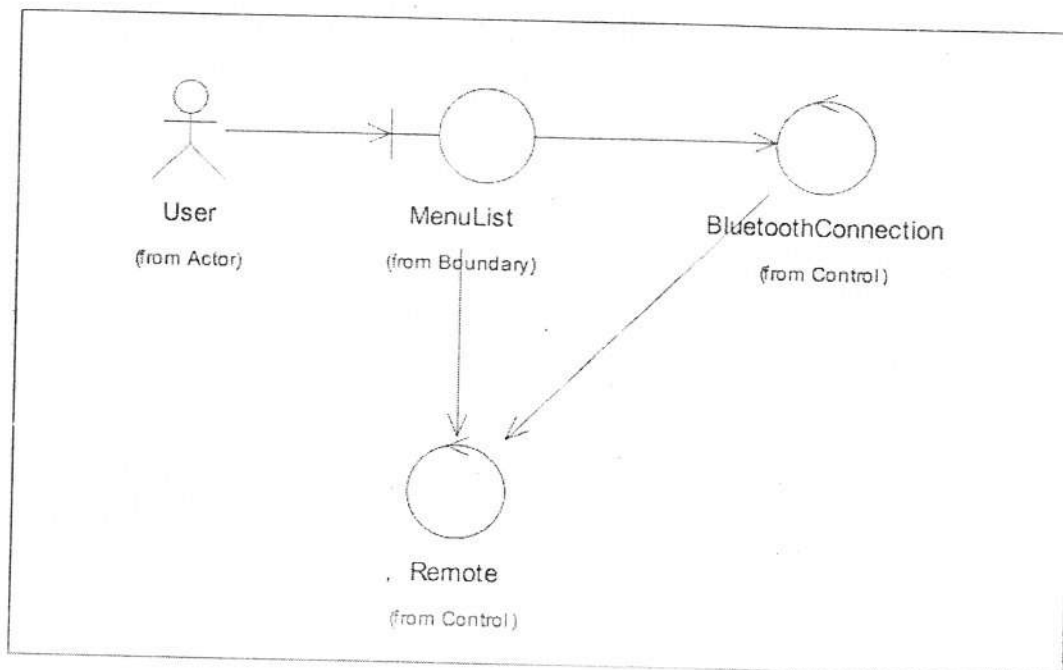 User
(from Actor)
MenuList
(from Boundary)
BluetoothConnection
(from Control)
Remote
(from Control)